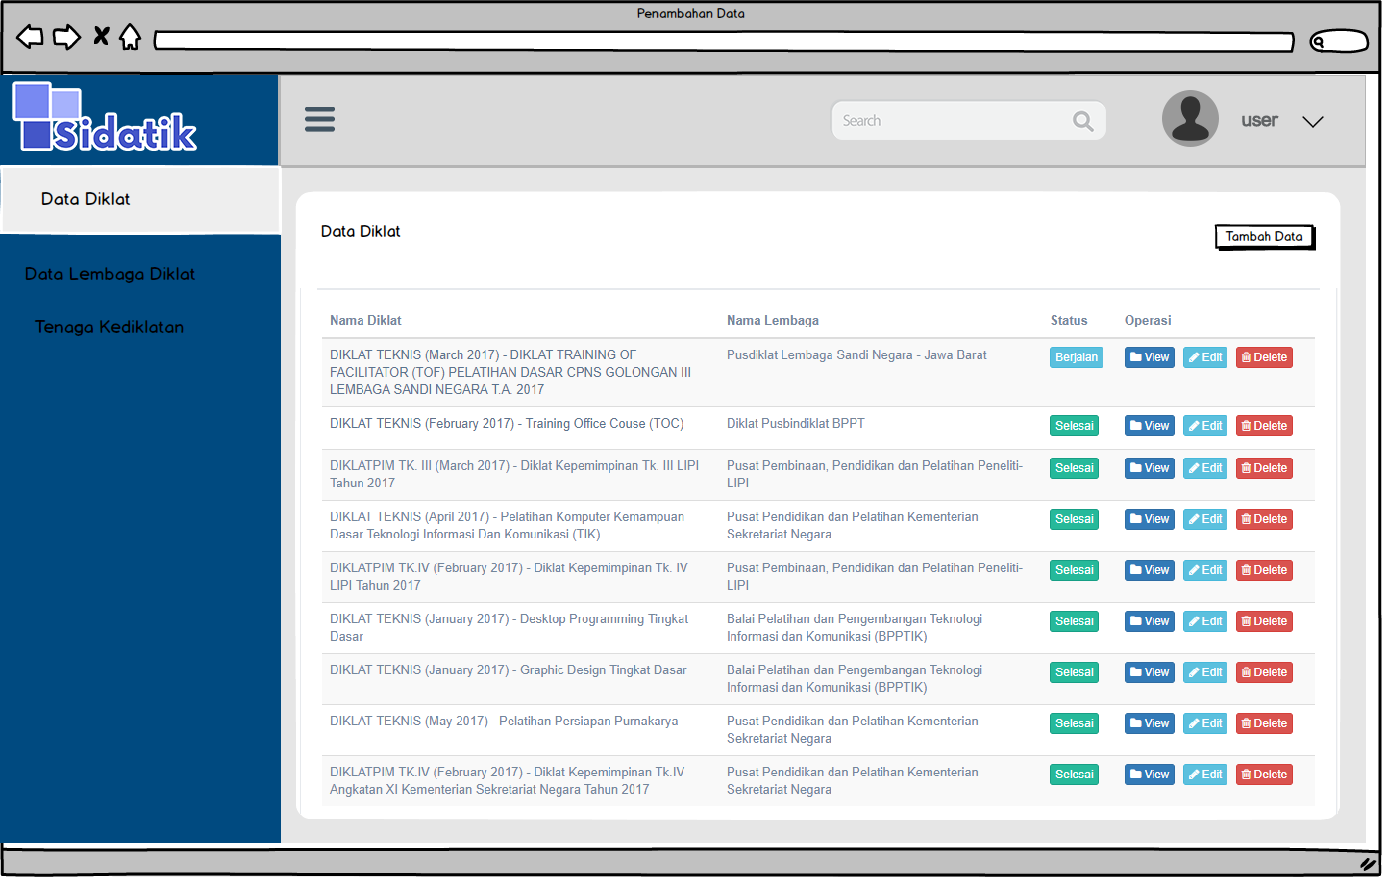 Penambahan Data
Sidatik
Search
user
Data Diklat
Data Lembaga Diklat
Tenaga Kediklatan
Data Diklat
Tambah Data
Nama Diklat Nama Lembaga Status Operasi
DIKLAT TEKNIS (March 2017) - DIKLAT TRAINING OF Pusdiklat Lembaga Sandi Negara - Jawa Barat Berjalan View Edit Delete
FACILITATOR (TOF) PELATIHAN DASAR CPNS GOLONGAN III
LEMBAGA SANDI NEGARA T.A. 2017
DIKLAT TEKNIS (February 2017) - Training Office Couse (TOC) Diklat Pusbindiklat BPPT Selesai View Edit Delete
DIKLATPIM TK. III (March 2017) - Diklat Kepemimpinan Tk. III LIPI Pusat Pembinaan, Pendidikan dan Pelatihan Peneliti- Selesai View Edit Delete
Tahun 2017 LIPI
DIKLAT TEKNIS (April 2017) - Pelatihan Komputer Kemampuan Pusat Pendidikan dan Pelatihan Kementerian Selesai View Edit Delete
Dasar Teknologi Informasi Dan Komunikasi (TIK) Sekretariat Negara
DIKLATPIM TK.IV (February 2017) - Diklat Kepemimpinan Tk. IV Pusat Pembinaan, Pendidikan dan Pelatihan Peneliti- Selesai View Edit Delete
LIPI Tahun 2017 LIPI
DIKLAT TEKNIS (January 2017) - Desktop Programming Tingkat Balai Pelatihan dan Pengembangan Teknologi Selesai View Edit Delete
Dasar Informasi dan Komunikasi (BPPTIK)
DIKLAT TEKNIS (January 2017) - Graphic Design Tingkat Dasar Balai Pelatihan dan Pengembangan Teknologi Selesai View Edit Delete
Informasi dan Komunikasi (BPPTIK)
DIKLAT TEKNIS (May 2017) - Pelatihan Persiapan Purnakarya Pusat Pendidikan dan Pelatihan Kementerian Selesai View Edit Delete
Sekretariat Negara
DIKLATPIM TK.IV (February 2017) - Diklat Kepemimpinan Tk.IV Pusat Pendidikan dan Pelatihan Kementerian Selesai View Edit Delete
Angkatan XI Kementerian Sekretariat Negara Tahun 2017 Sekretariat Negara